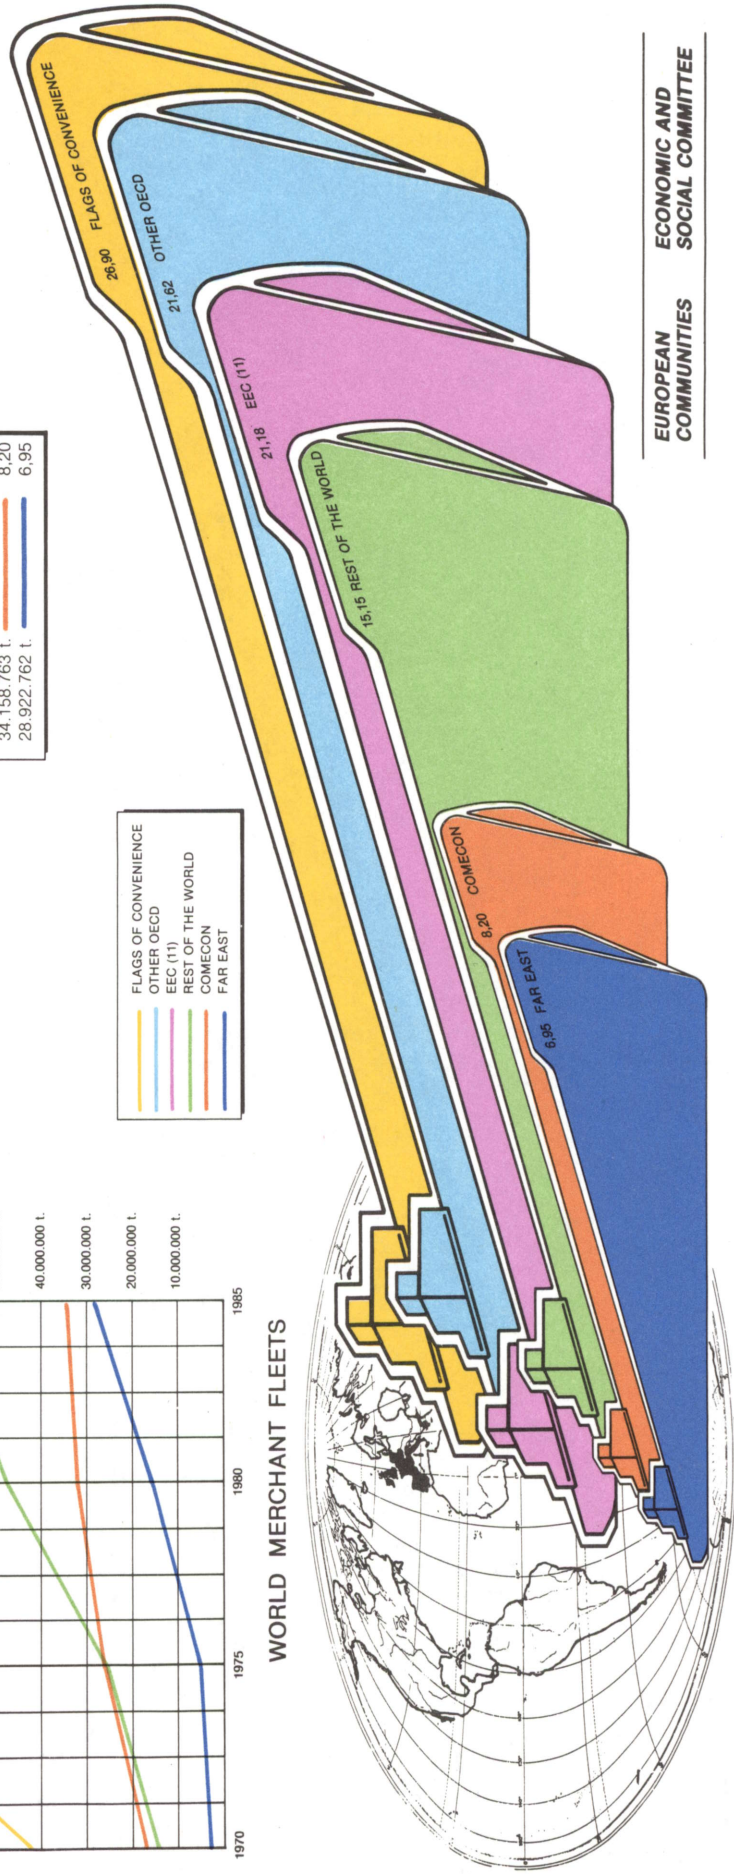 34.158.763 t. 8,20
28.922.762 t. 6,95
40.000.000 t.
30.000.000 t.
20.000.000 t.
10.000.000 t.
1970
1975
1980
1985
FLAGS OF CONVENIENCE
OTHER OECD
EEC (11)
REST OF THE WORLD
COMECON
FAR EAST
WORLD MERCHANT FLEETS
26,90 FLAGS OF CONVENIENCE
21,62 OTHER OECD
21,18 EEC (11)
15,15 REST OF THE WORLD
8,20 COMECON
6,95 FAR EAST
EUROPEAN
COMMUNITIES
ECONOMIC AND
SOCIAL COMMITTEE